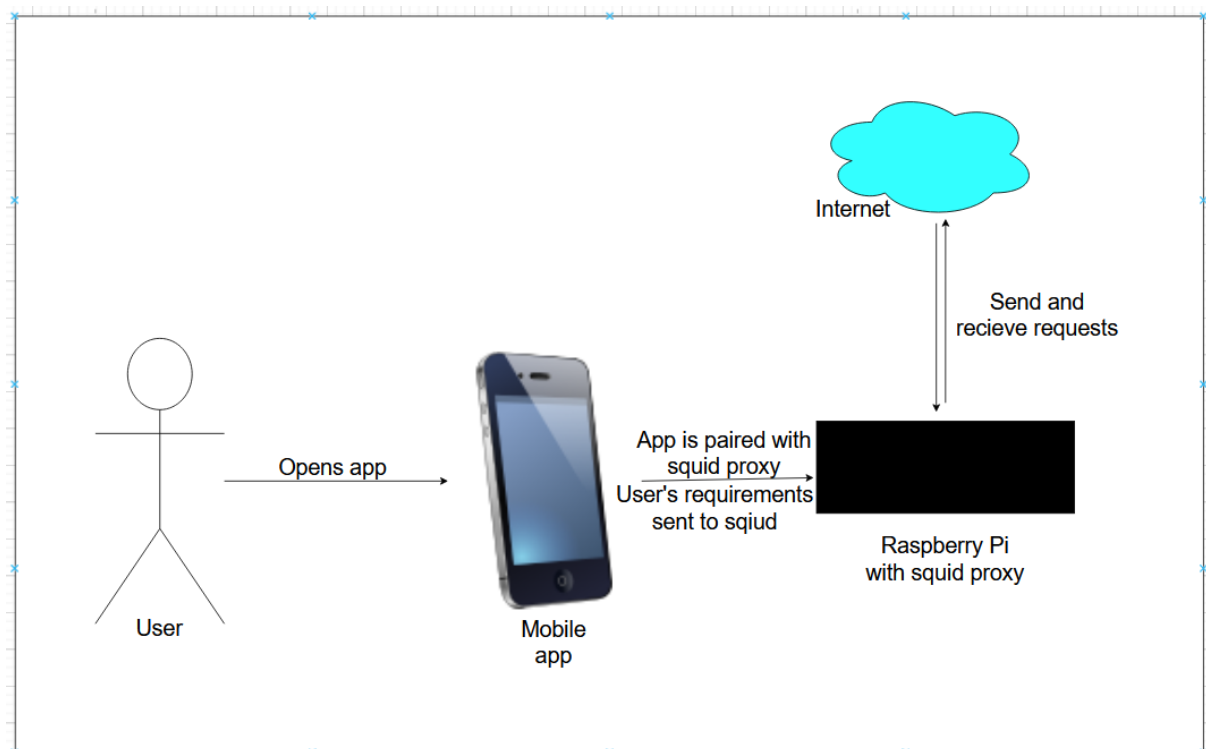 Internet
Send and
recieve requests
Opens app
App is paired with
squid proxy
User's requirements
sent to sqiud
Raspberry Pi
with squid proxy
User
Mobile
app